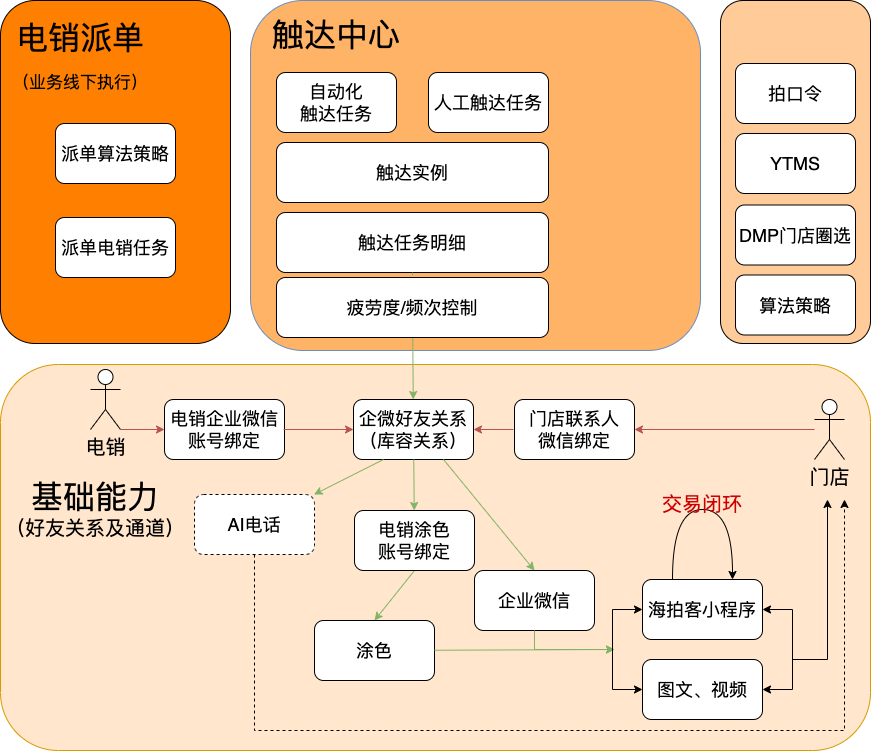 电销派单
（业务线下执行）
派单算法策略
派单电销任务
触达中心
自动化
触达任务
人工触达任务
触达实例
触达任务明细
疲劳度/频次控制
拍口令
YTMS
DMP门店圈选
算法策略
电销
电销企业微信
账号绑定
企微好友关系
（库容关系）
门店联系人
微信绑定
门店
基础能力
（好友关系及通道）
AI电话
电销涂色
账号绑定
企业微信
涂色
交易闭环
海拍客小程序
图文、视频